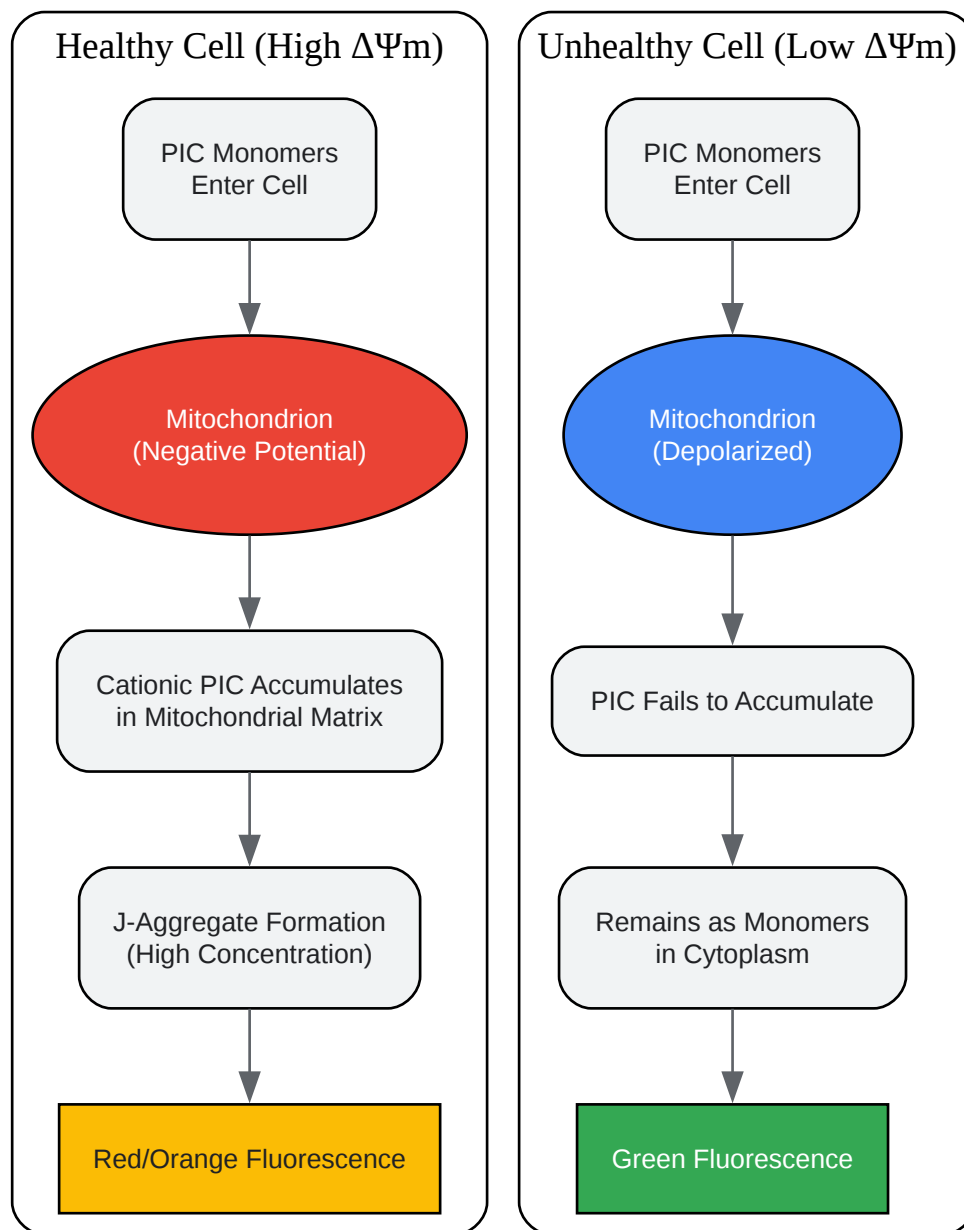 Healthy Cell (High ΔΨm)
PIC Monomers
Enter Cell
Mitochondrion
(Negative Potential)
Cationic PIC Accumulates
in Mitochondrial Matrix
J-Aggregate Formation
(High Concentration)
Red/Orange Fluorescence
Unhealthy Cell (Low ΔΨm)
PIC Monomers
Enter Cell
Mitochondrion
(Depolarized)
PIC Fails to Accumulate
Remains as Monomers
in Cytoplasm
Green Fluorescence